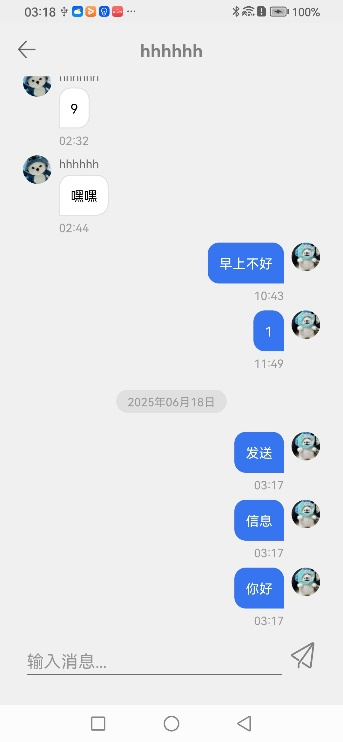 03:18
100%
hhhhhh
hhhhhh
9
02:32
hhhhhh
嘿嘿
02:44
早上不好
10:43
1
11:49
2025年06月18日
发送
03:17
信息
03:17
你好
03:17
输入消息...